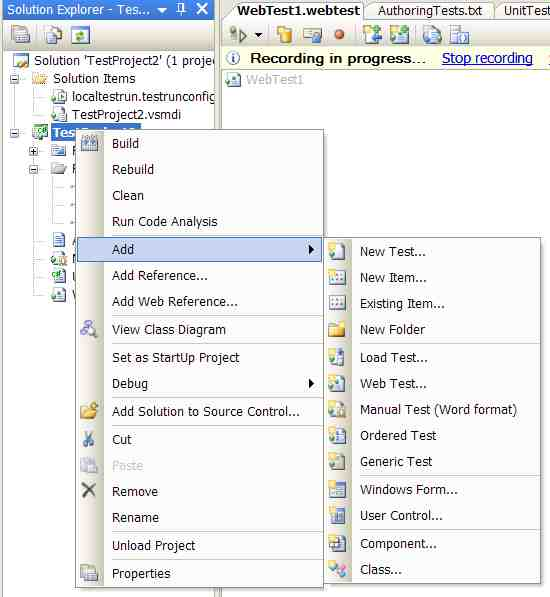 Solution Explorer - Tes...
WebTest1.webtest
AuthoringTests.txt
UnitTest
Recording in progress...
Stop recording
WebTest1
Solution 'TestProject2' (1 proje
Solution Items
localtestrun.testrunconfig
TestProject2.vsmdi
Build
Rebuild
Clean
Run Code Analysis
Add
Add Reference...
Add Web Reference...
View Class Diagram
Set as StartUp Project
Debug
Add Solution to Source Control...
Cut
Paste
Remove
Rename
Unload Project
Properties
New Test...
New Item...
Existing Item...
New Folder
Load Test...
Web Test...
Manual Test (Word format)
Ordered Test
Generic Test
Windows Form...
User Control...
Component...
Class...